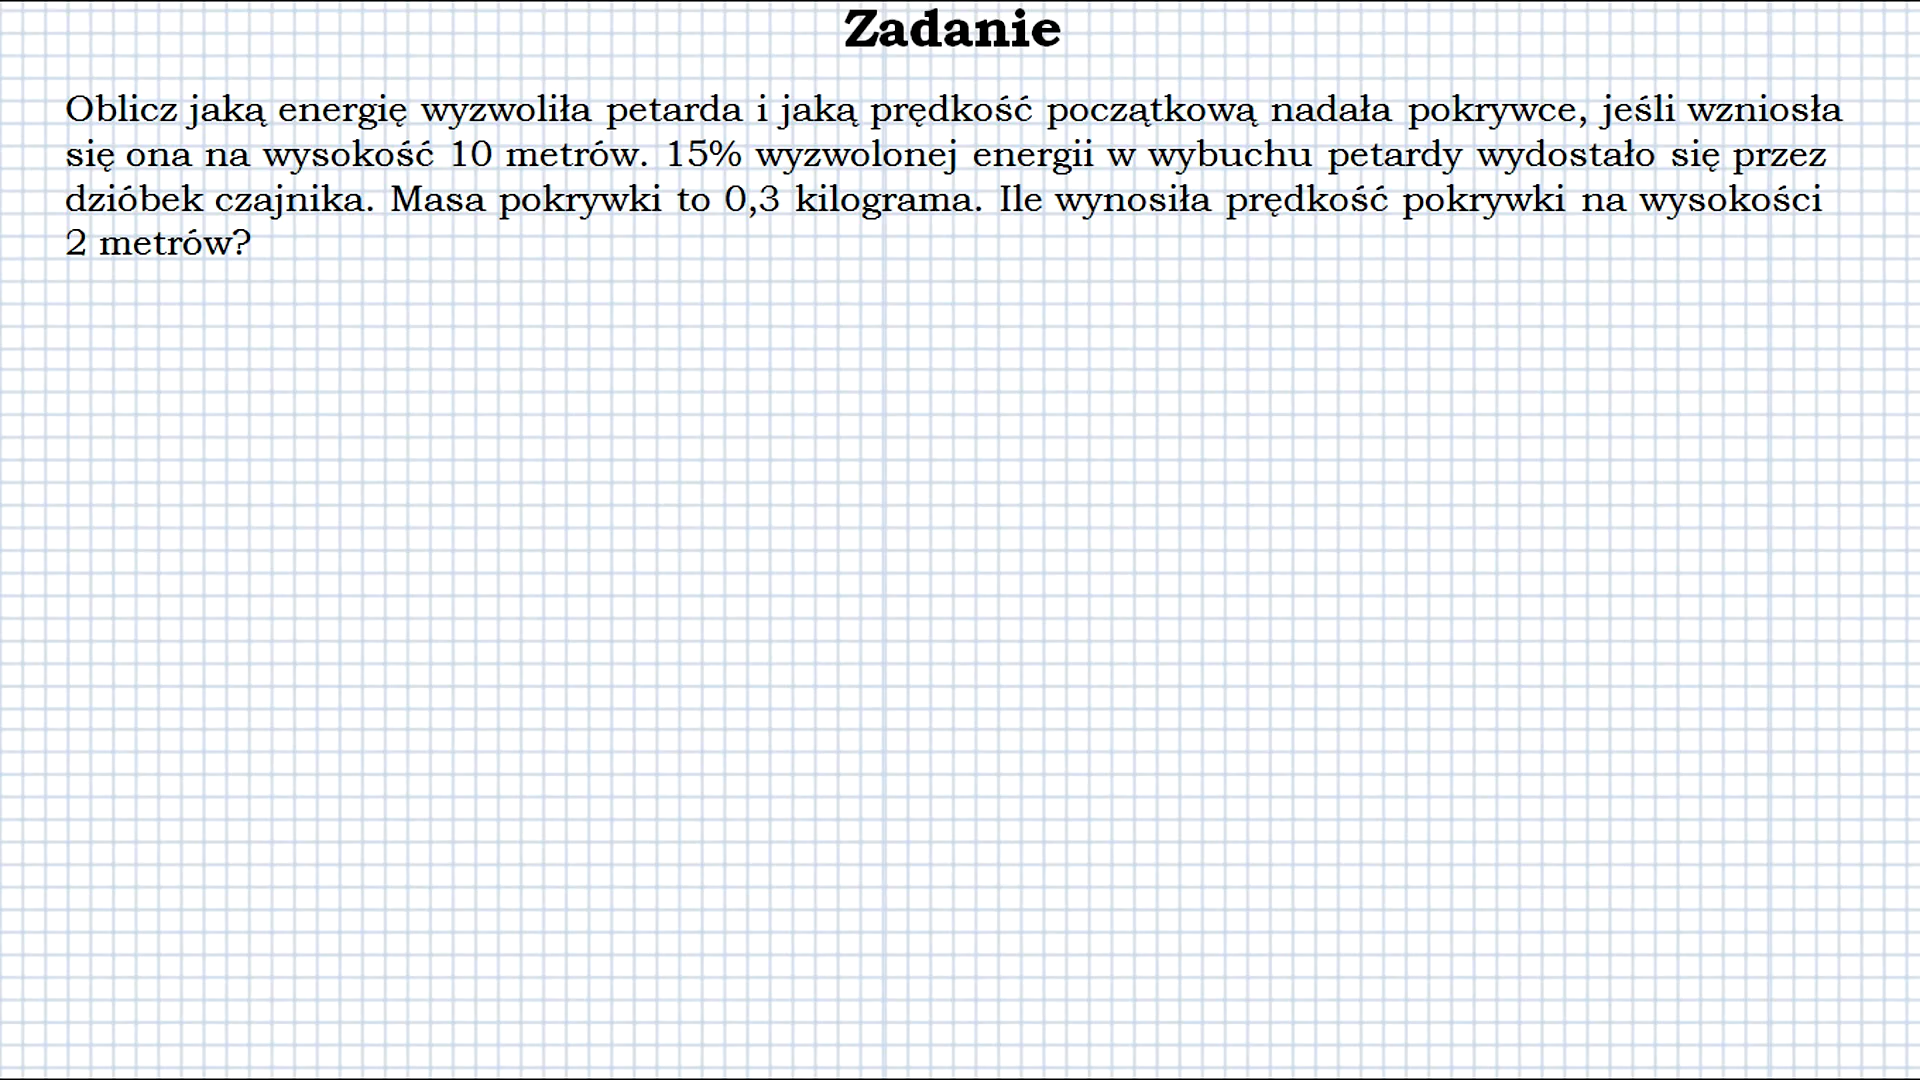 Zadanie
Oblicz jaką energię wyzwoliła petarda i jaką prędkość początkową nadała pokrywce, jeśli wzniosła
się ona na wysokość 10 metrów. 15% wyzwolonej energii w wybuchu petardy wydostało się przez
dzióbek czajnika. Masa pokrywki to 0,3 kilograma. Ile wynosiła prędkość pokrywki na wysokości
2 metrów?